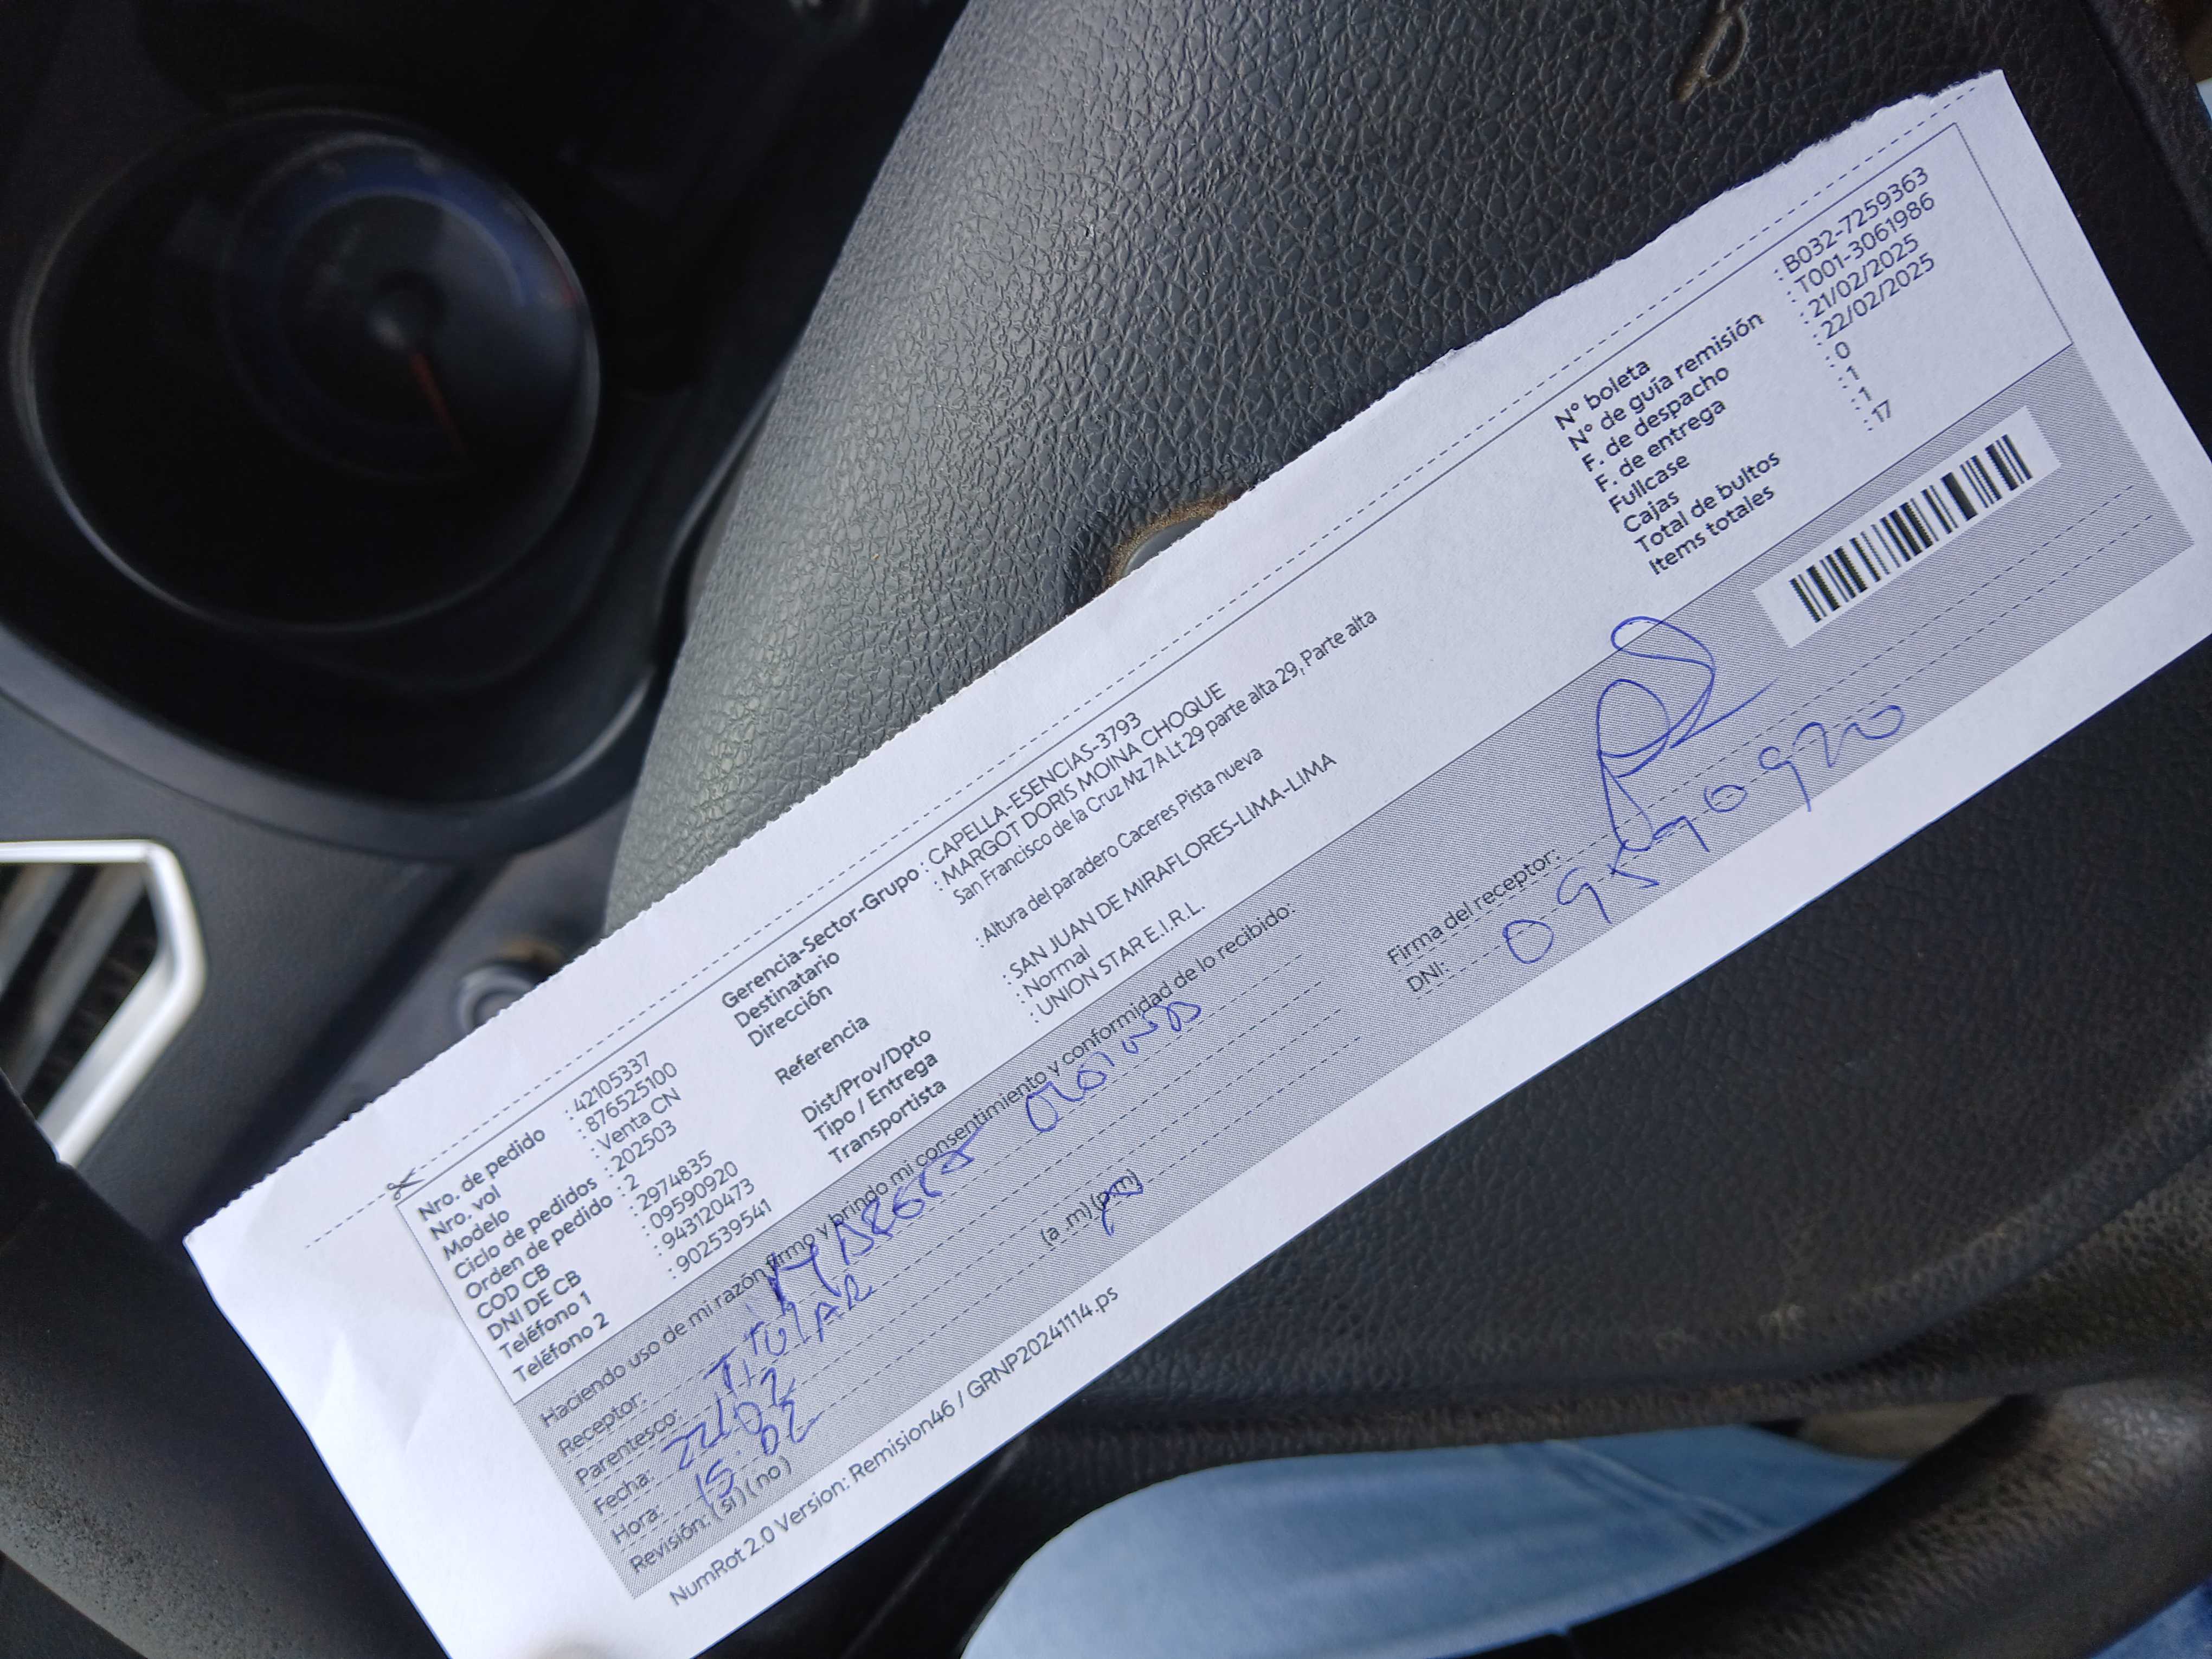 Nro. de pedido : 42105337
Nro. vol : 876525100
Modelo : Venta CN
Ciclo de pedidos : 202503
Orden de pedido : 2
COD CB : 2974835
DNI DE CB : 09590920
Teléfono 1 : 943120473
Teléfono 2 : 902539541
Gerencia-Sector-Grupo : CAPELLA-ESENCIAS-3793
Destinatario : MARGOT DORIS MOINA CHOQUE
Dirección San Francisco de la Cruz Mz 7A Lt 29 parte alta 29, Parte alta
Referencia : Altura del paradero Caceres Pista nueva
Dist/Prov/Dpto : SAN JUAN DE MIRAFLORES-LIMA-LIMA
Tipo / Entrega : Normal
Transportista : UNION STAR E.I.R.L.
N° boleta : B032-7259363
N° de guía remisión : T001-3061986
F. de despacho : 21/02/2025
F. de entrega : 22/02/2025
Fullcase : 0
Cajas : 1
Total de bultos : 1
Items totales : 17
Haciendo uso de mi razón firmo y brindo mi consentimiento y conformidad de lo recibido:
Receptor: MARGOT MOINA
Parentesco: TITULAR
Fecha: 22/02
Hora: 15:02 (a .m) (p.m)
Revisión: (si) (no)
Firma del receptor:
DNI: 09590920
NumRot 2.0 Version: Remision46 / GRNP20241114.ps